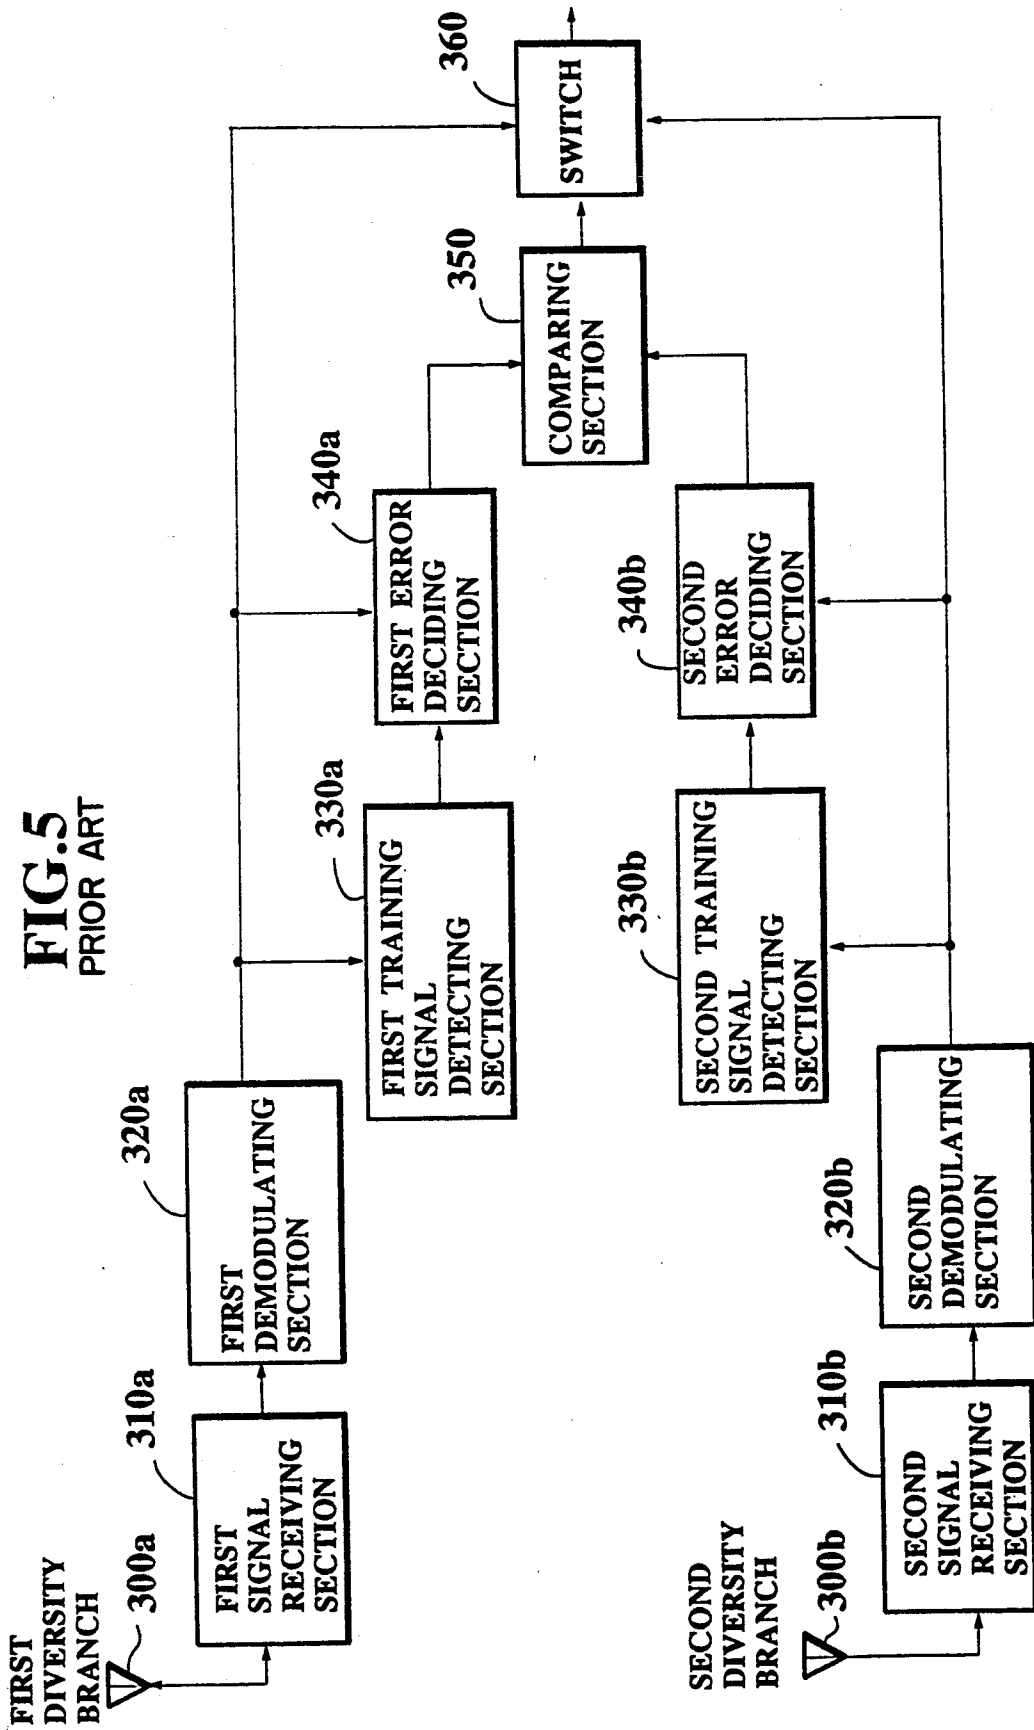 FIG.5
PRIOR ART
FIRST
DIVERSITY
BRANCH
300a
310a
FIRST
SIGNAL
RECEIVING
SECTION
320a
FIRST
DEMODULATING
SECTION
330a
FIRST TRAINING
SIGNAL
DETECTING
SECTION
340a
FIRST ERROR
DECIDING
SECTION
350
COMPARING
SECTION
360
SWITCH
SECOND
DIVERSITY
BRANCH
300b
310b
SECOND
SIGNAL
RECEIVING
SECTION
320b
SECOND
DEMODULATING
SECTION
330b
SECOND TRAINING
SIGNAL
DETECTING
SECTION
340b
SECOND
ERROR
DECIDING
SECTION